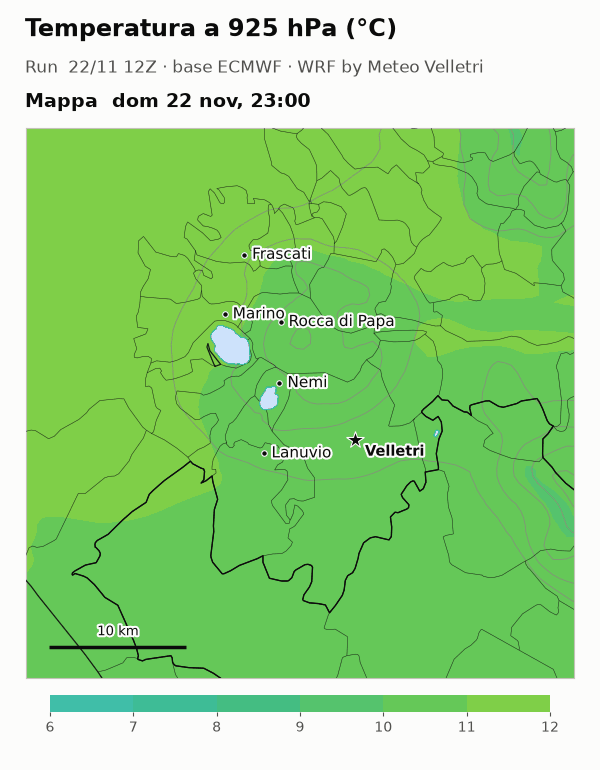 Temperatura a 925 hPa (°C)
Run  22/11 12Z · base ECMWF · WRF by Meteo Velletri
Mappa  dom 22 nov, 23:00
Frascati
Marino
Rocca di Papa
Nemi
Velletri
Lanuvio
10 km
6 7 8 9 10 11 12